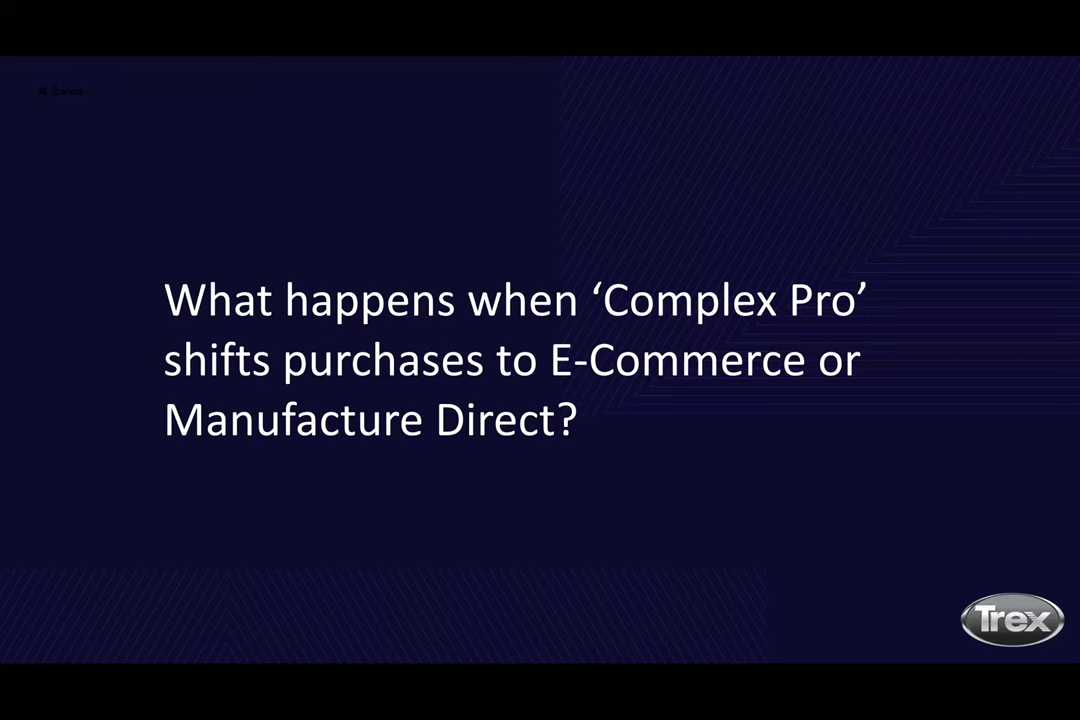 What happens when ‘Complex Pro’
shifts purchases to E-Commerce or
Manufacture Direct?
Trex